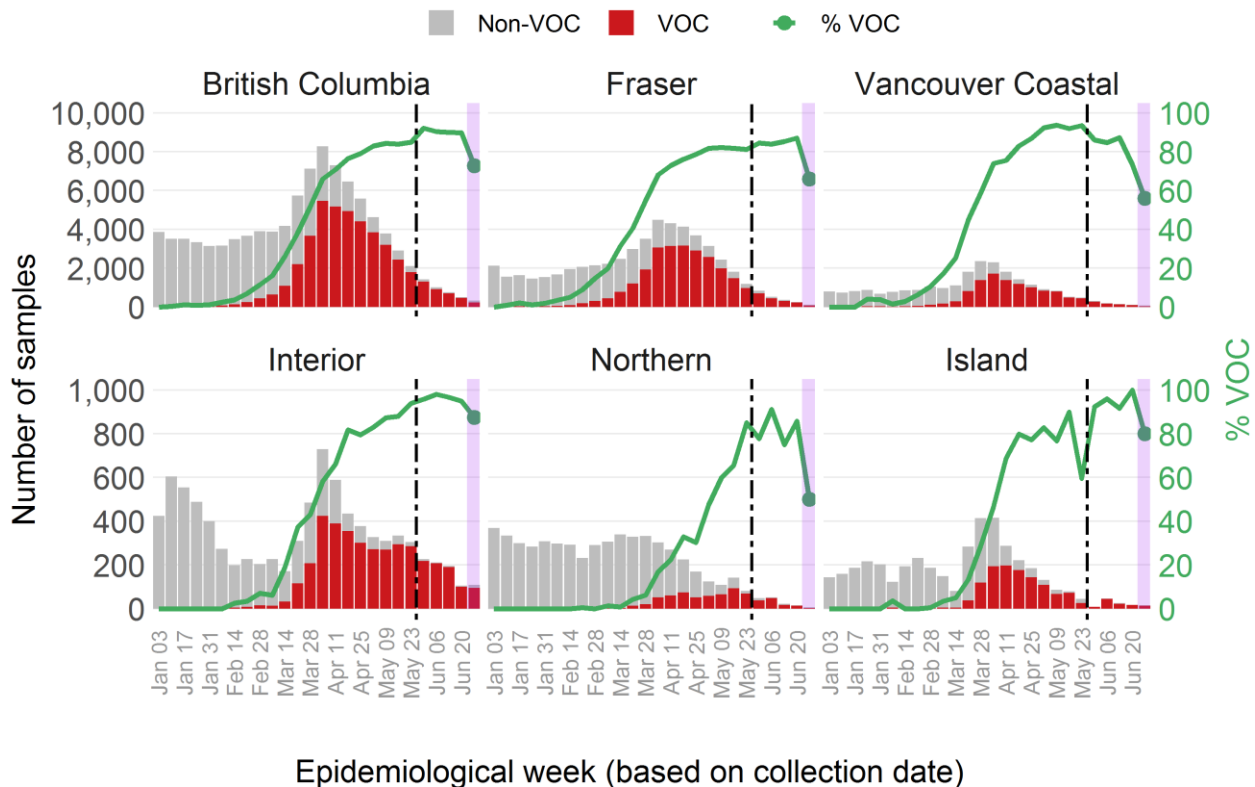 Non-VOC VOC % VOC
British Columbia Fraser Vancouver Coastal
10,000 100
8,000 80
6,000 60
4,000 40
2,000 20
0 0
Number of samples
% VOC
Interior Northern Island
1,000 100
800 80
600 60
400 40
200 20
0 0
Jan 03 Jan 17 Jan 31 Feb 14 Feb 28 Mar 14 Mar 28 Apr 11 Apr 25 May 09 May 23 Jun 06 Jun 20 Jan 03 Jan 17 Jan 31 Feb 14 Feb 28 Mar 14 Mar 28 Apr 11 Apr 25 May 09 May 23 Jun 06 Jun 20 Jan 03 Jan 17 Jan 31 Feb 14 Feb 28 Mar 14 Mar 28 Apr 11 Apr 25 May 09 May 23 Jun 06 Jun 20
Epidemiological week (based on collection date)